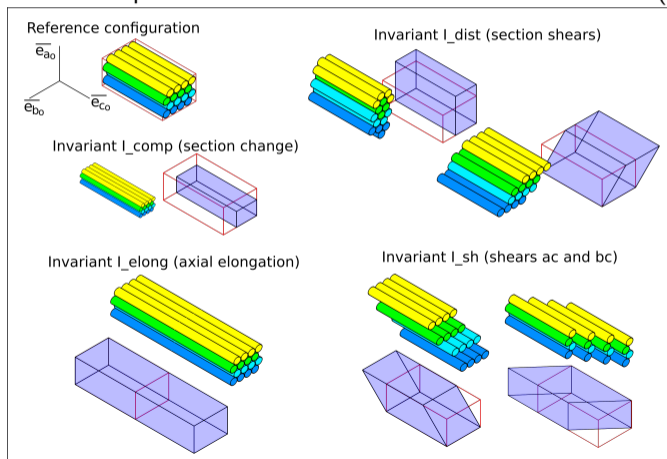 Reference configuration
Invariant I_dist (section shears)
e_ao
e_bo
e_co
Invariant I_comp (section change)
Invariant I_elong (axial elongation)
Invariant I_sh (shears ac and bc)